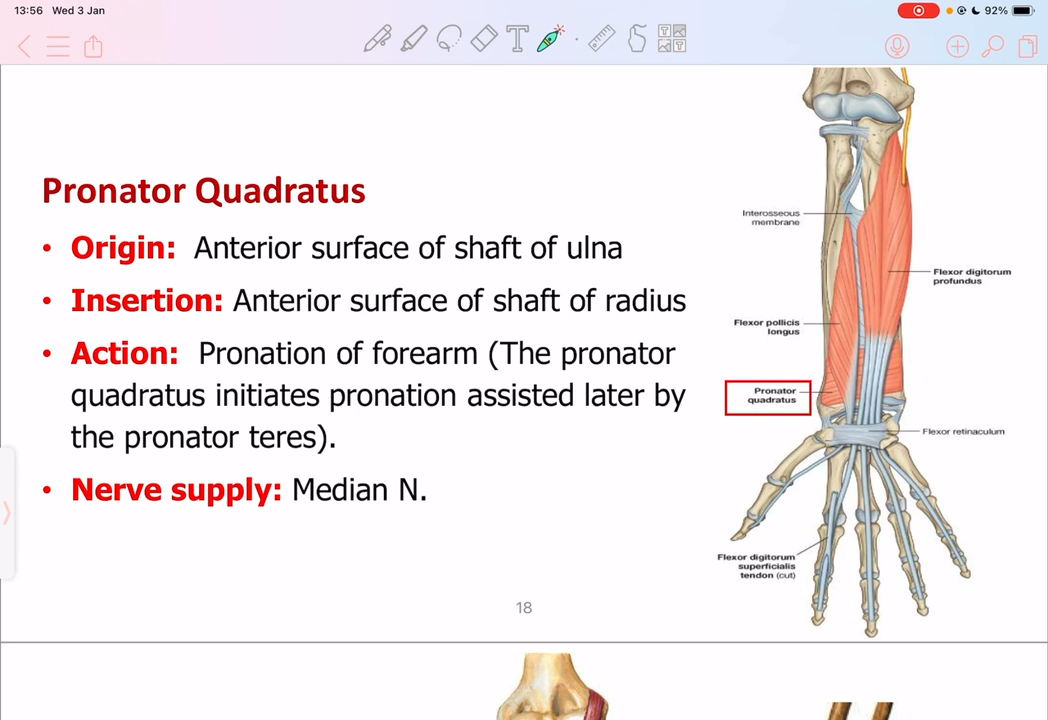 13:56 Wed 3 Jan
92%
Pronator Quadratus
• Origin: Anterior surface of shaft of ulna
• Insertion: Anterior surface of shaft of radius
• Action: Pronation of forearm (The pronator
quadratus initiates pronation assisted later by
the pronator teres).
• Nerve supply: Median N.
Interosseous
membrane
Flexor digitorum
profundus
Flexor pollicis
longus
Pronator
quadratus
Flexor retinaculum
Flexor digitorum
superficialis
tendon (cut)
18